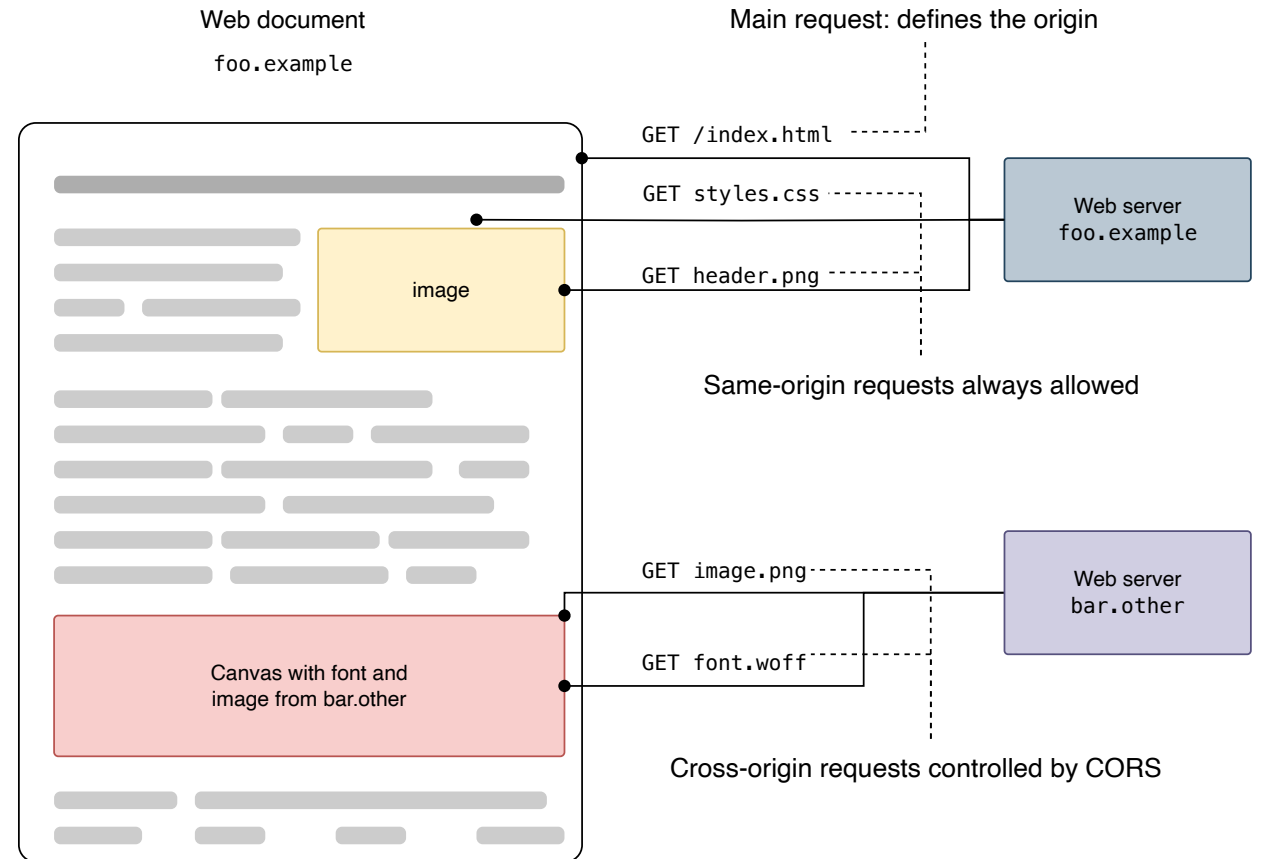 Web document
foo.example
Main request: defines the origin
GET /index.html
GET styles.css
Web server
foo.example
GET header.png
image
Same-origin requests always allowed
GET image.png
Web server
bar.other
GET font.woff
Canvas with font and
image from bar.other
Cross-origin requests controlled by CORS